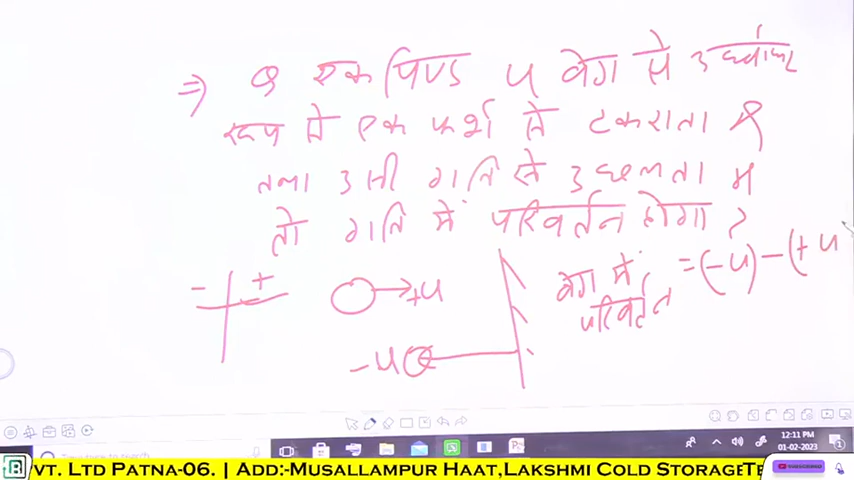 ⇒ Q एक पिण्ड u वेग से उर्ध्वाधर
रूप से एक फर्श से टकराता है
तथा उसी गति से उछलता है
तो गति में परिवर्तन होगा ?
- +
+u
-u
वेग में
परिवर्तन
= (-u) - (+u
12:11 PM
01-02-2023
VT. LTD PATNA-06. | ADD:-MUSALLAMPUR HAAT,LAKSHMI COLD STORAGE
SUBSCRIBE